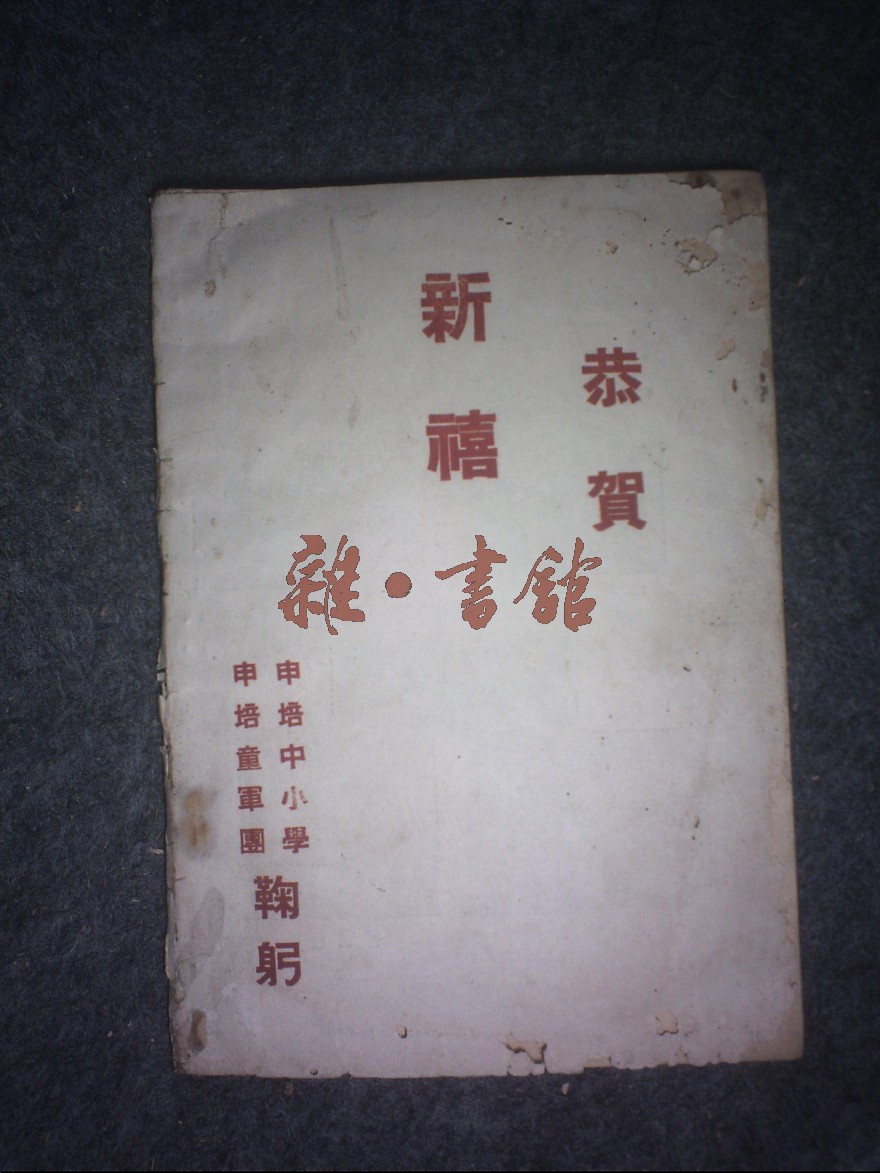 恭賀
新禧
雜·書館
申培中小學
申培童軍團
鞠躬